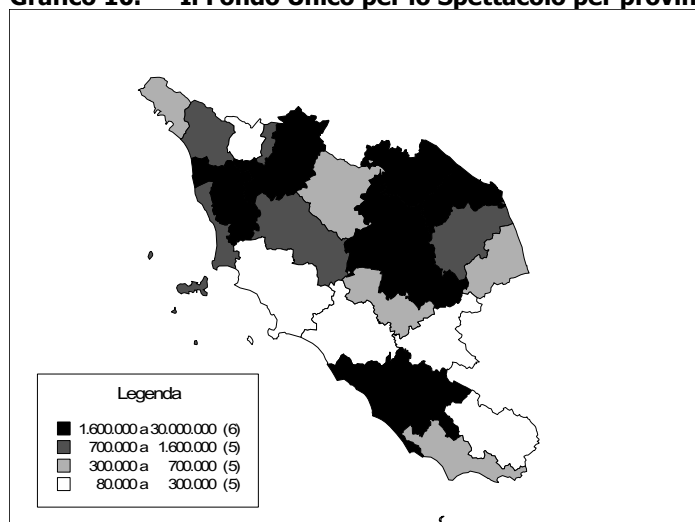 Grafico 10. Il Fondo Unico per lo Spettacolo per provin
Legenda
1.600.000 a 30.000.000 (6)
700.000 a 1.600.000 (5)
300.000 a 700.000 (5)
80.000 a 300.000 (5)